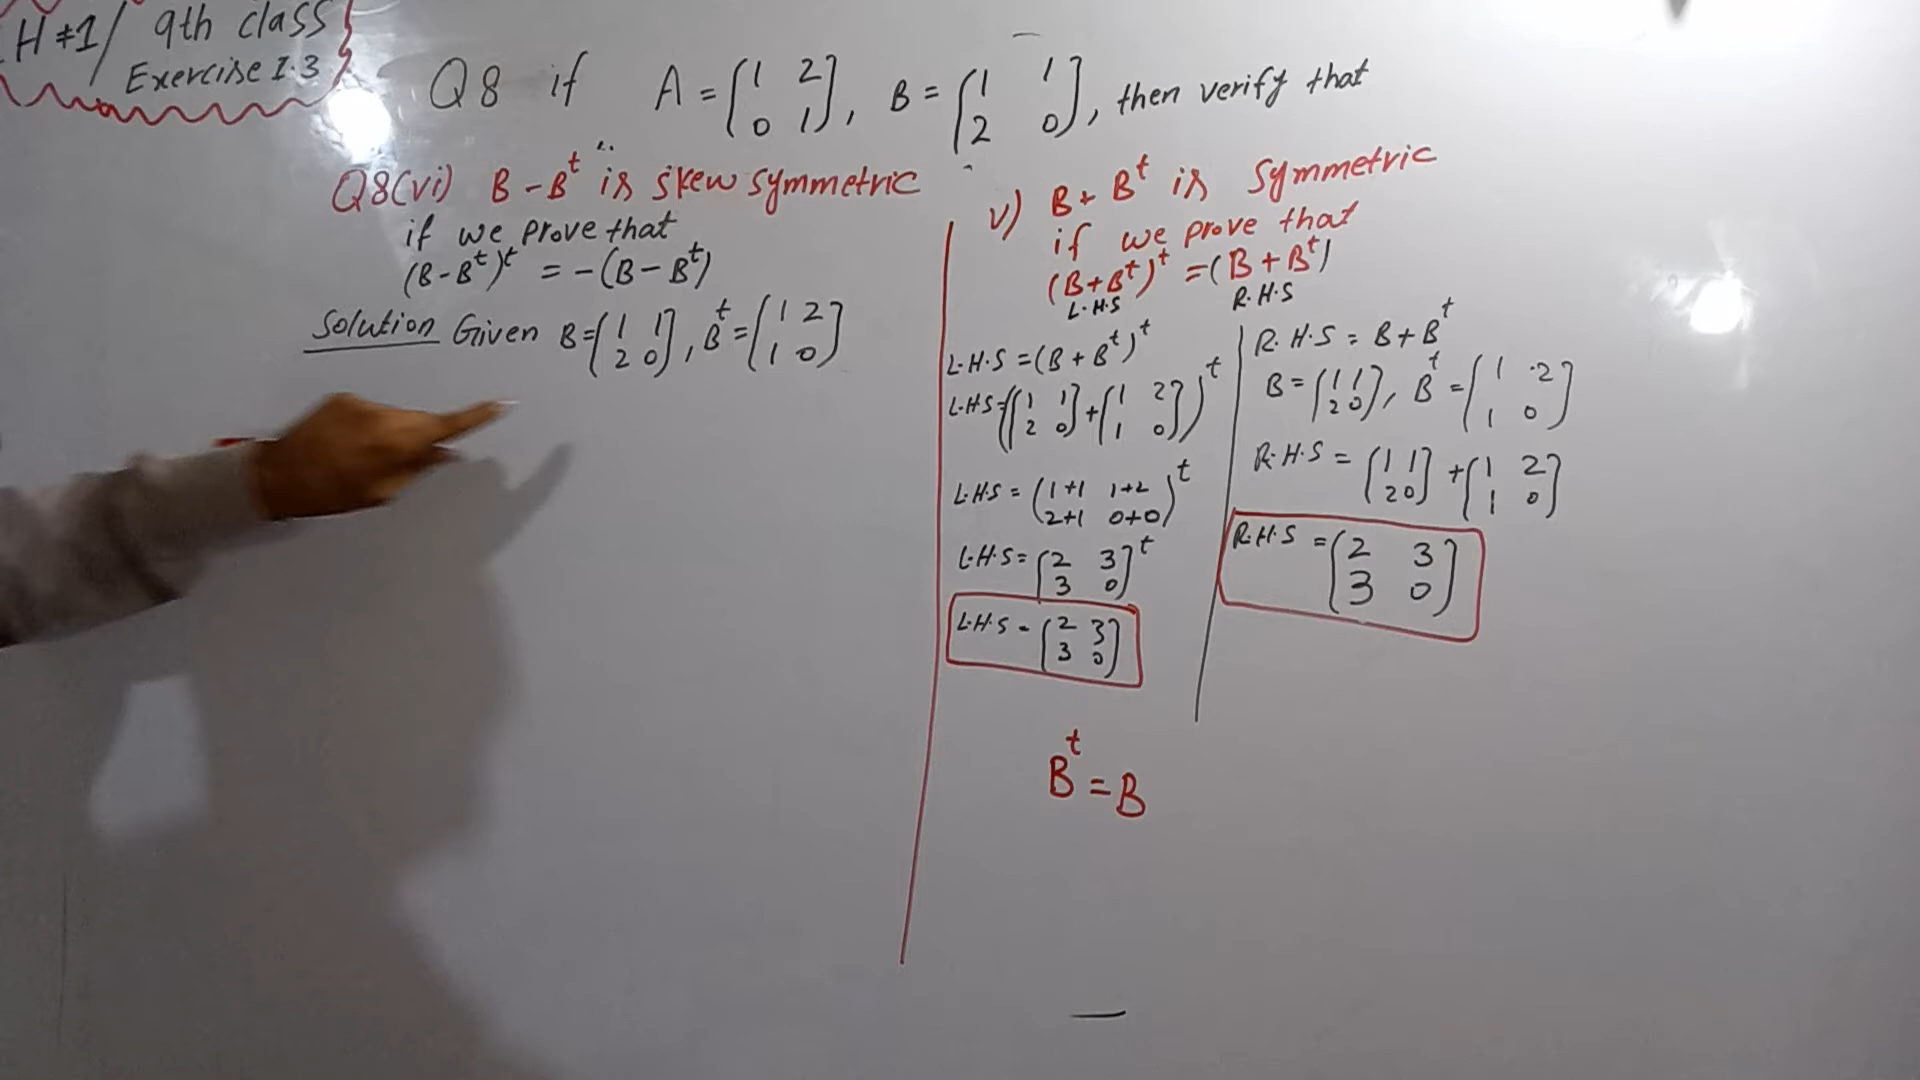 H #1/ 9th class
Exercise 1.3
Q8 if A = [1 2
0 1], B = [1 1
2 0], then verify that
Q8(vi) B - B^t is skew symmetric
if we prove that
(B - B^t)^t = -(B - B^t)
Solution Given B = [1 1
2 0], B^t = [1 2
1 0]
v) B + B^t is Symmetric
if we prove that
(B + B^t)^t = (B + B^t)
L.H.S R.H.S
L.H.S = (B + B^t)^t
L.H.S = ([1 1
2 0] + [1 2
1 0])^t
L.H.S = (1+1 1+2
2+1 0+0)^t
L.H.S = [2 3
3 0]^t
L.H.S = [2 3
3 0]
R.H.S = B + B^t
B = [1 1
2 0], B^t = [1 2
1 0]
R.H.S = [1 1
2 0] + [1 2
1 0]
R.H.S = [2 3
3 0]
B^t = B